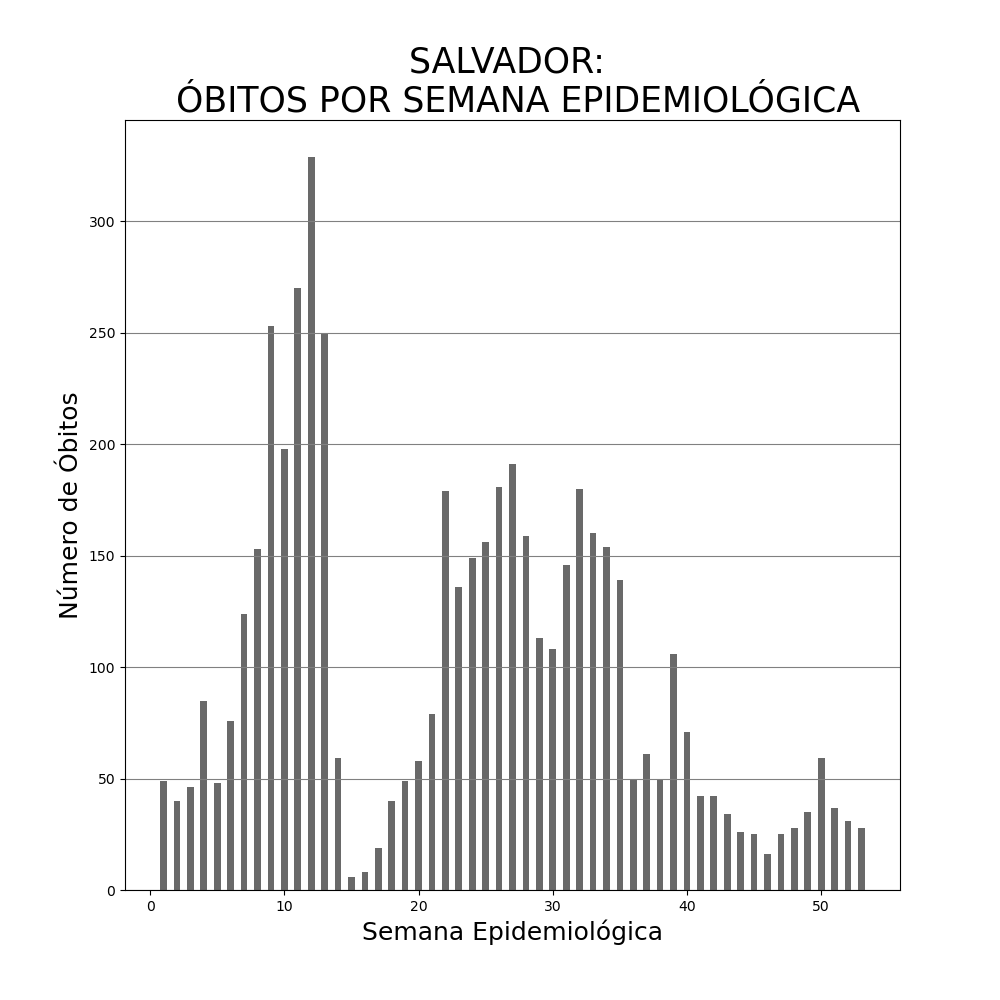 SALVADOR:
ÓBITOS POR SEMANA EPIDEMIOLÓGICA
300
250
200
150
100
50
0
Número de Óbitos
0 10 20 30 40 50
Semana Epidemiológica